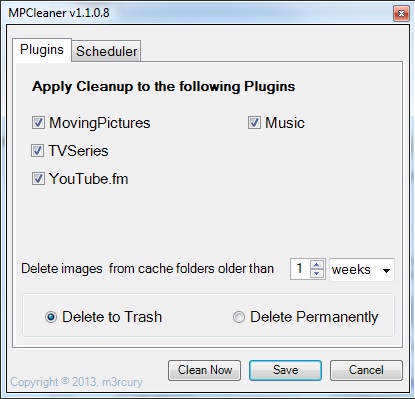 MPCleaner v1.1.0.8
Plugins Scheduler
Apply Cleanup to the following Plugins
MovingPictures Music
TVSeries
YouTube.fm
Delete images from cache folders older than 1 weeks
Delete to Trash Delete Permanently
Clean Now Save Cancel
Copyright © 2013, m3rcury